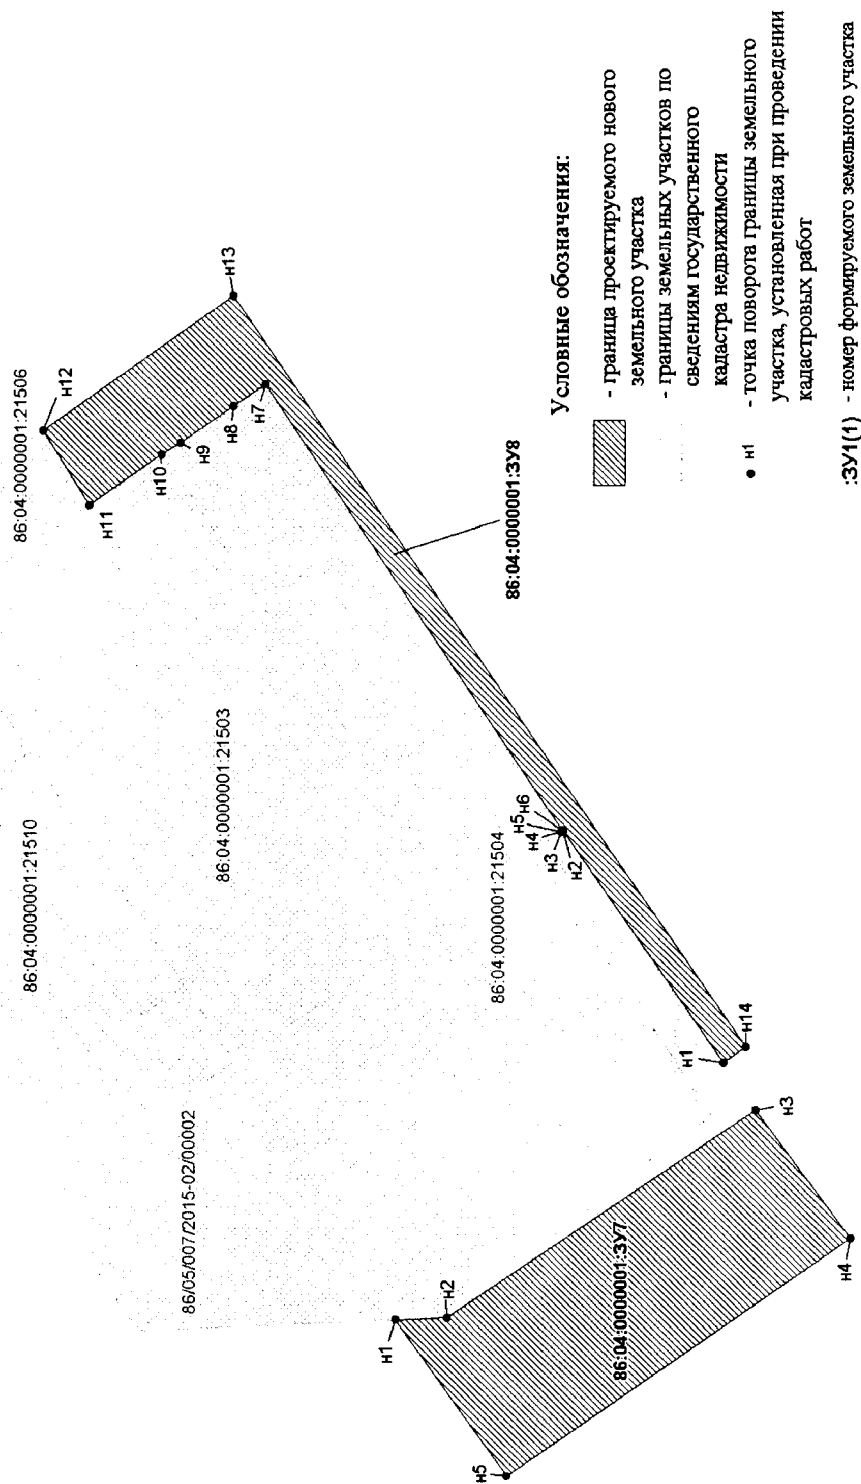 86:04:0000001:21510
86:04:0000001:21506
н12
н11
н10
н9
н8
н7
н13
86/05/007/2015-02/00002
86:04:0000001:21503
86:04:0000001:21504
н3
н4
н5
н6
н2
86:04:0000001:ЗУ8
н1
н14
н1
н2
н5
н3
н4
86:04:0000001:ЗУ7
Условные обозначения:
- граница проектируемого нового
земельного участка
- границы земельных участков по
сведениям государственного
кадастра недвижимости
н1 - точка поворота границы земельного
участка, установленная при проведении
кадастровых работ
:ЗУ1(1) - номер формируемого земельного участка